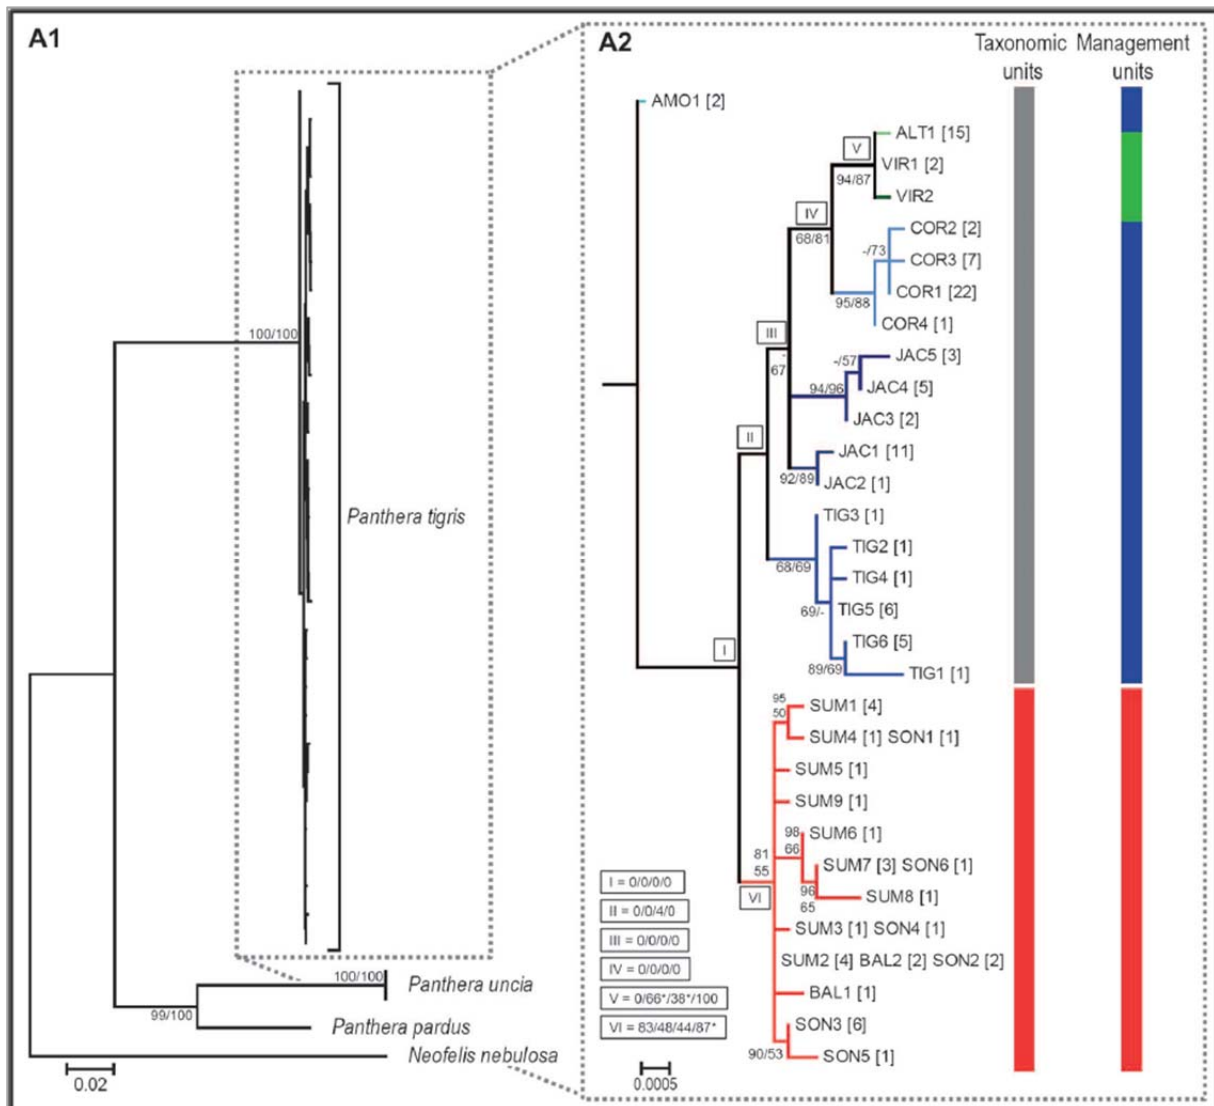 A1
A2
Taxonomic units
Management units
AMO1 [2]
ALT1 [15]
V
VIR1 [2]
94/87
VIR2
IV
COR2 [2]
68/81
-/73
COR3 [7]
COR1 [22]
95/88
COR4 [1]
100/100
III
-
67
JAC5 [3]
-/57
94/96
JAC4 [5]
JAC3 [2]
II
JAC1 [11]
92/89
JAC2 [1]
Panthera tigris
TIG3 [1]
TIG2 [1]
68/69
TIG4 [1]
69/-
TIG5 [6]
TIG6 [5]
I
89/69
TIG1 [1]
95
50
SUM1 [4]
SUM4 [1] SON1 [1]
SUM5 [1]
SUM9 [1]
98
66
SUM6 [1]
81
55
SUM7 [3] SON6 [1]
96
65
SUM8 [1]
VI
SUM3 [1] SON4 [1]
SUM2 [4] BAL2 [2] SON2 [2]
BAL1 [1]
SON3 [6]
90/53
SON5 [1]
I = 0/0/0/0
II = 0/0/4/0
III = 0/0/0/0
IV = 0/0/0/0
V = 0/66*/38*/100
VI = 83/48/44/87*
100/100
Panthera uncia
99/100
Panthera pardus
Neofelis nebulosa
0.02
0.0005